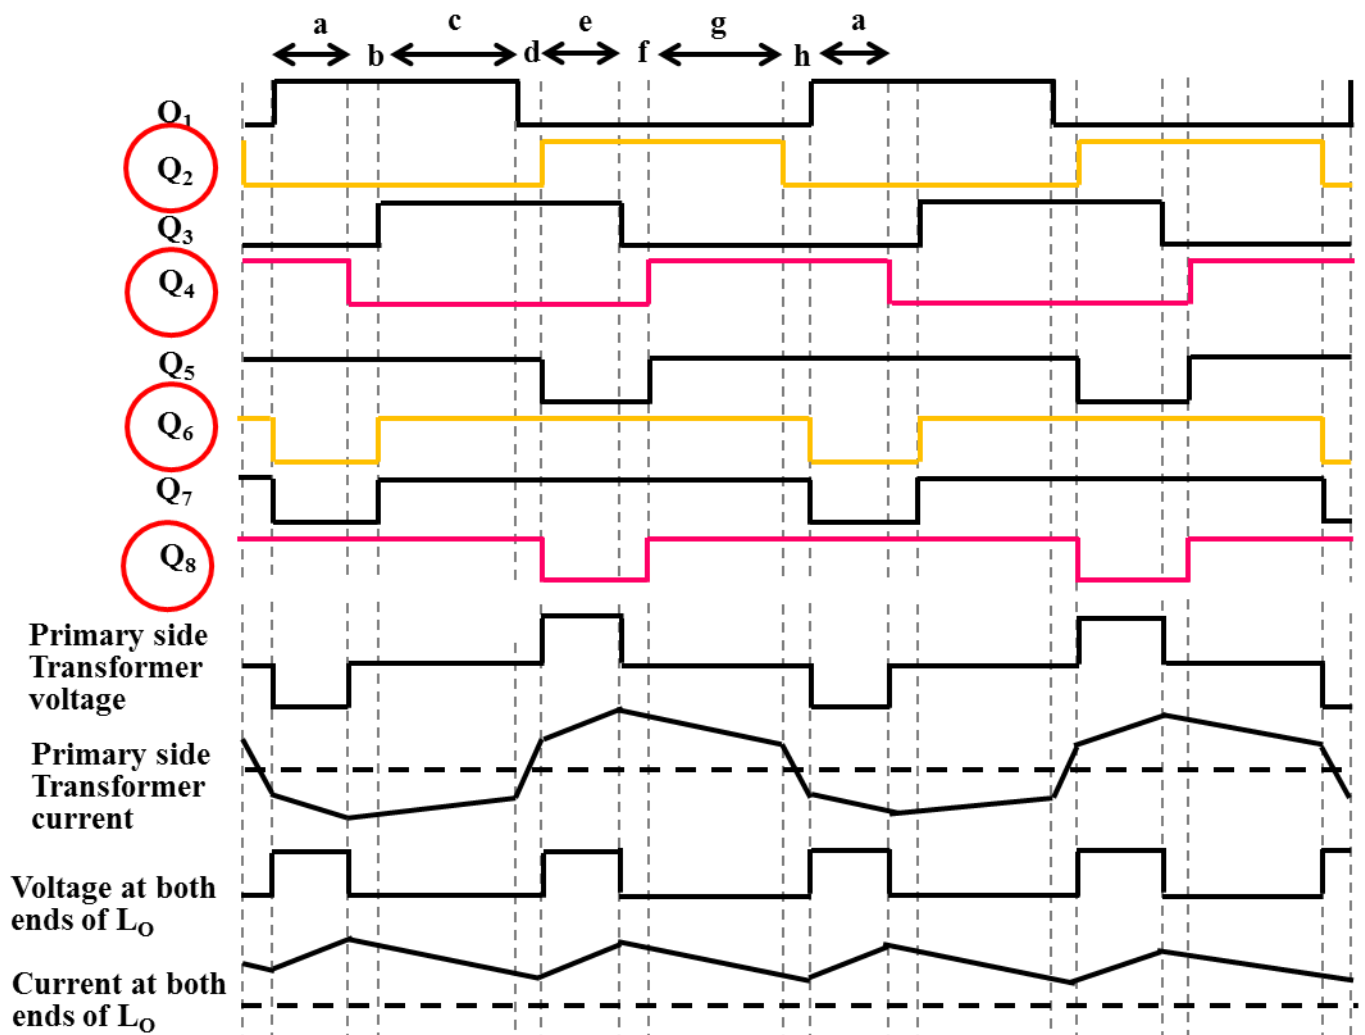 a b c d e f g h a
Q1
Q2
Q3
Q4
Q5
Q6
Q7
Q8
Primary side
Transformer
voltage
Primary side
Transformer
current
Voltage at both
ends of LO
Current at both
ends of LO